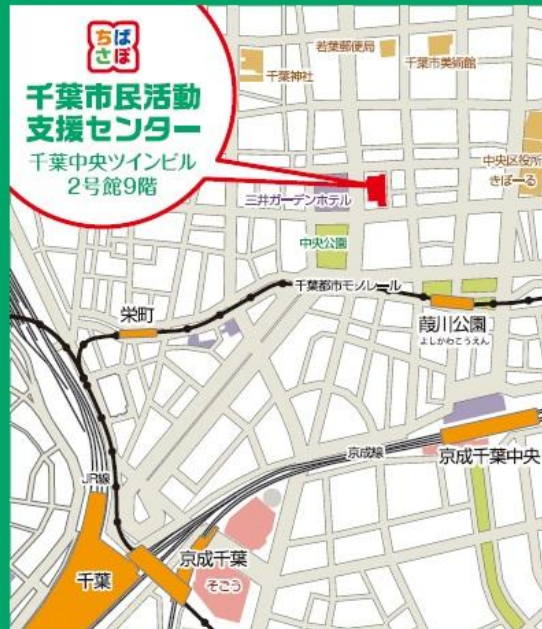 ちば
さぽ
千葉市民活動
支援センター
千葉中央ツインビル
2号館9階
若葉郵便局
千葉市美術館
千葉神社
中央区役所
きぼーる
三井ガーデンホテル
中央公園
千葉都市モノレール
栄町
葭川公園
よしかわこうえん
京成線
京成千葉中央
JR線
京成千葉
千葉
そごう